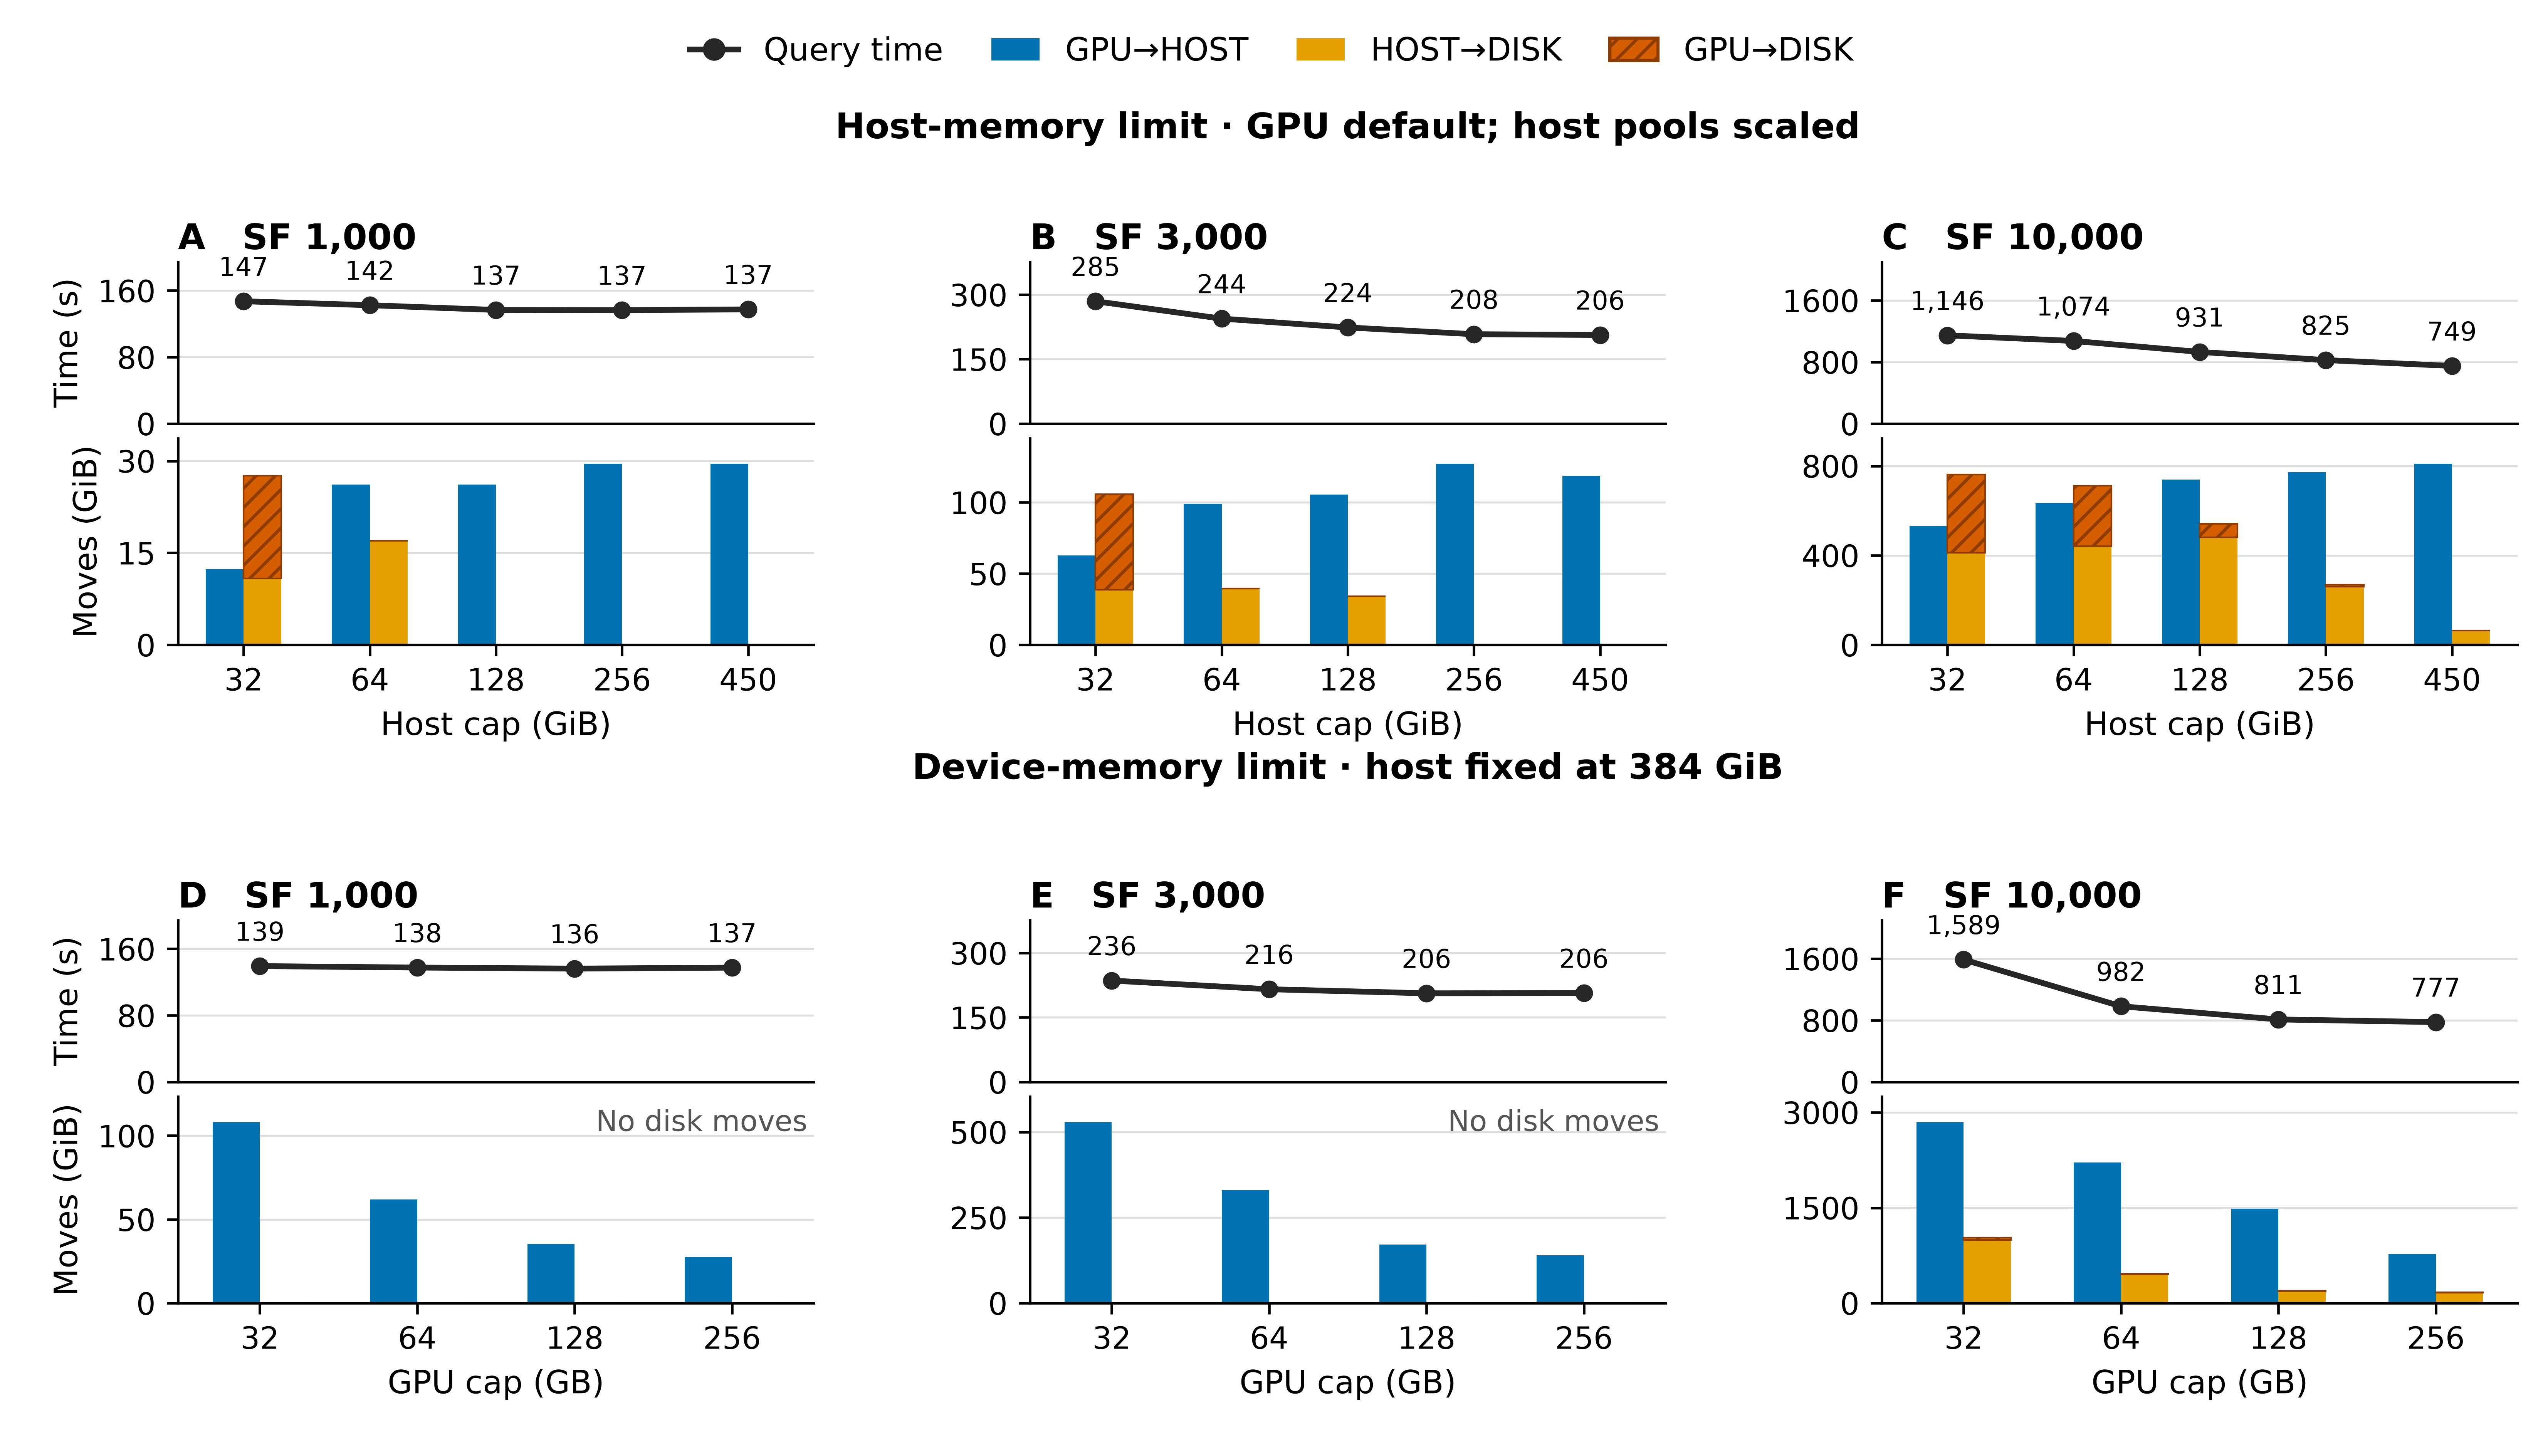 Query time GPU→HOST HOST→DISK GPU→DISK
Host-memory limit · GPU default; host pools scaled
A SF 1,000
147 142 137 137 137
Time (s)
160
80
0
Moves (GiB)
30
15
0
32 64 128 256 450
Host cap (GiB)
B SF 3,000
285 244 224 208 206
300
150
0
100
50
0
32 64 128 256 450
Host cap (GiB)
C SF 10,000
1,146 1,074 931 825 749
1600
800
0
800
400
0
32 64 128 256 450
Host cap (GiB)
Device-memory limit · host fixed at 384 GiB
D SF 1,000
139 138 136 137
Time (s)
160
80
0
Moves (GiB)
No disk moves
100
50
0
32 64 128 256
GPU cap (GB)
E SF 3,000
236 216 206 206
300
150
0
No disk moves
500
250
0
32 64 128 256
GPU cap (GB)
F SF 10,000
1,589 982 811 777
1600
800
0
3000
1500
0
32 64 128 256
GPU cap (GB)